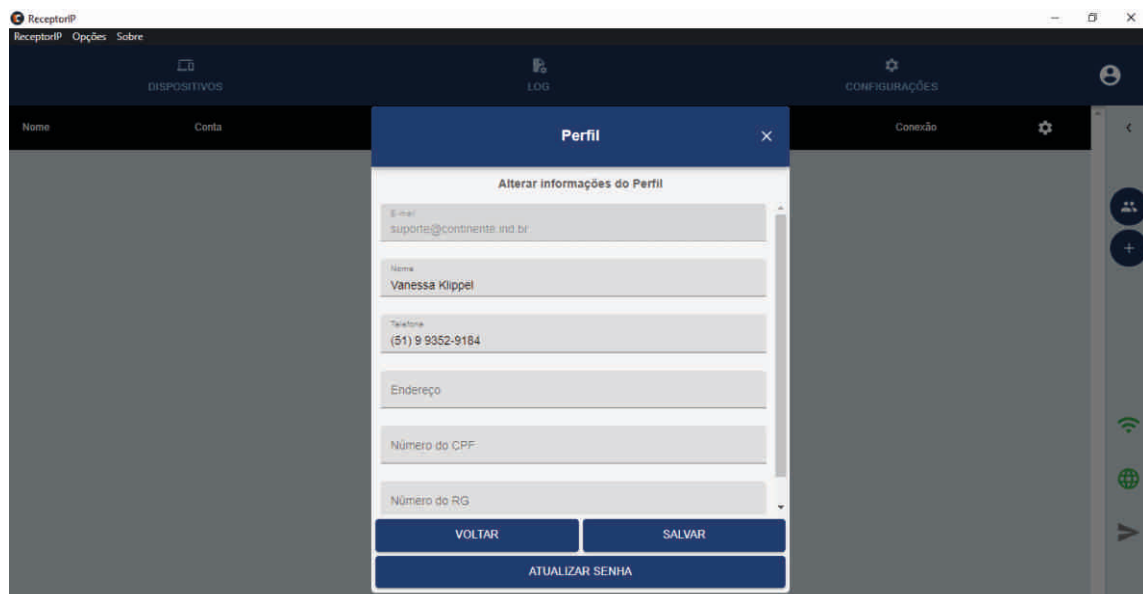 ReceptorIP
ReceptorIP Opções Sobre
DISPOSITIVOS
LOG
CONFIGURAÇÕES
Nome Conta Conexão
Perfil
Alterar informações do Perfil
E-mail
suporte@continente.ind.br
Nome
Vanessa Klippel
Telefone
(51) 9 9352-9184
Endereço
Número do CPF
Número do RG
VOLTAR SALVAR
ATUALIZAR SENHA